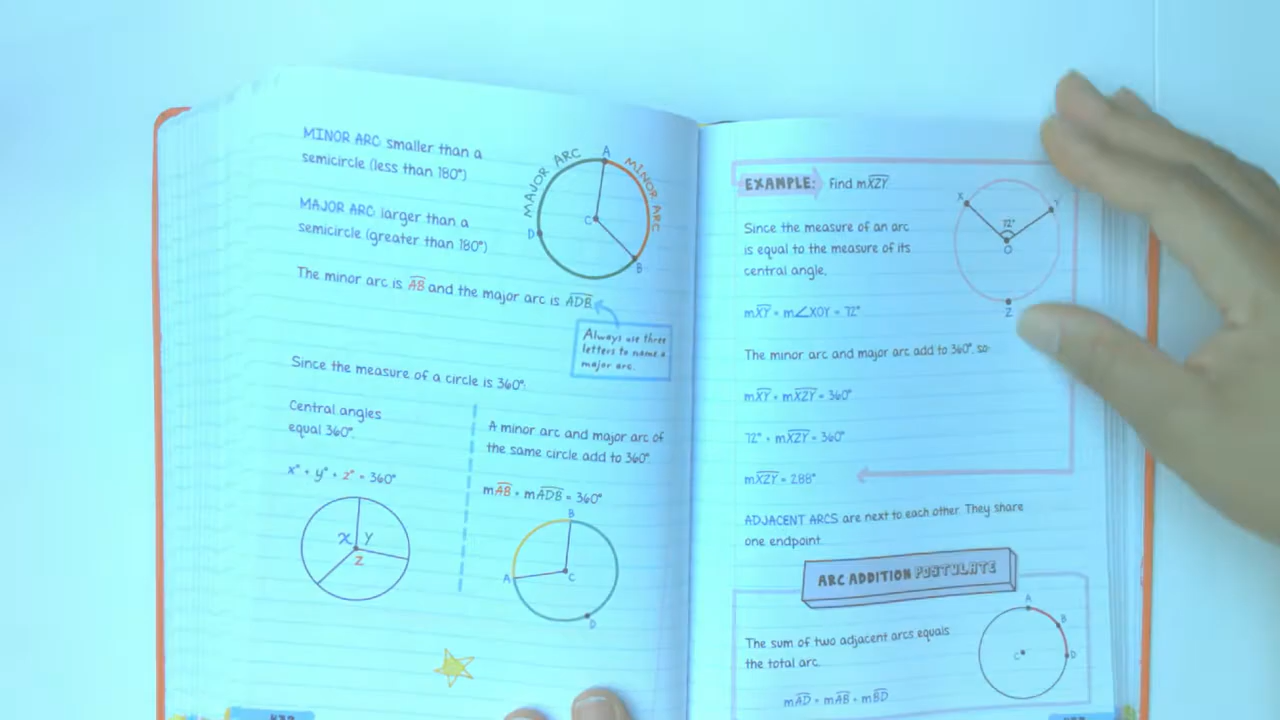 MINOR ARC smaller than a
semicircle (less than 180°)
MAJOR ARC larger than a
semicircle (greater than 180°)
The minor arc is AB and the major arc is ADB
Always use three
letters to name a
major arc.
MAJOR ARC
MINOR ARC
A
C
D
B
Since the measure of a circle is 360°:
Central angles
equal 360°.
x° + y° + z° = 360°
x y
z
A minor arc and major arc of
the same circle add to 360°.
mAB + mADB = 360°
B
A
C
D
EXAMPLE: Find mXZY
X
Y
72°
O
Z
Since the measure of an arc
is equal to the measure of its
central angle,
mXY = m∠XOY = 72°
The minor arc and major arc add to 360°, so:
mXY + mXZY = 360°
72° + mXZY = 360°
mXZY = 288°
ADJACENT ARCS are next to each other. They share
one endpoint.
ARC ADDITION POSTULATE
The sum of two adjacent arcs equals
the total arc.
mAD = mAB + mBD
A
B
C
D